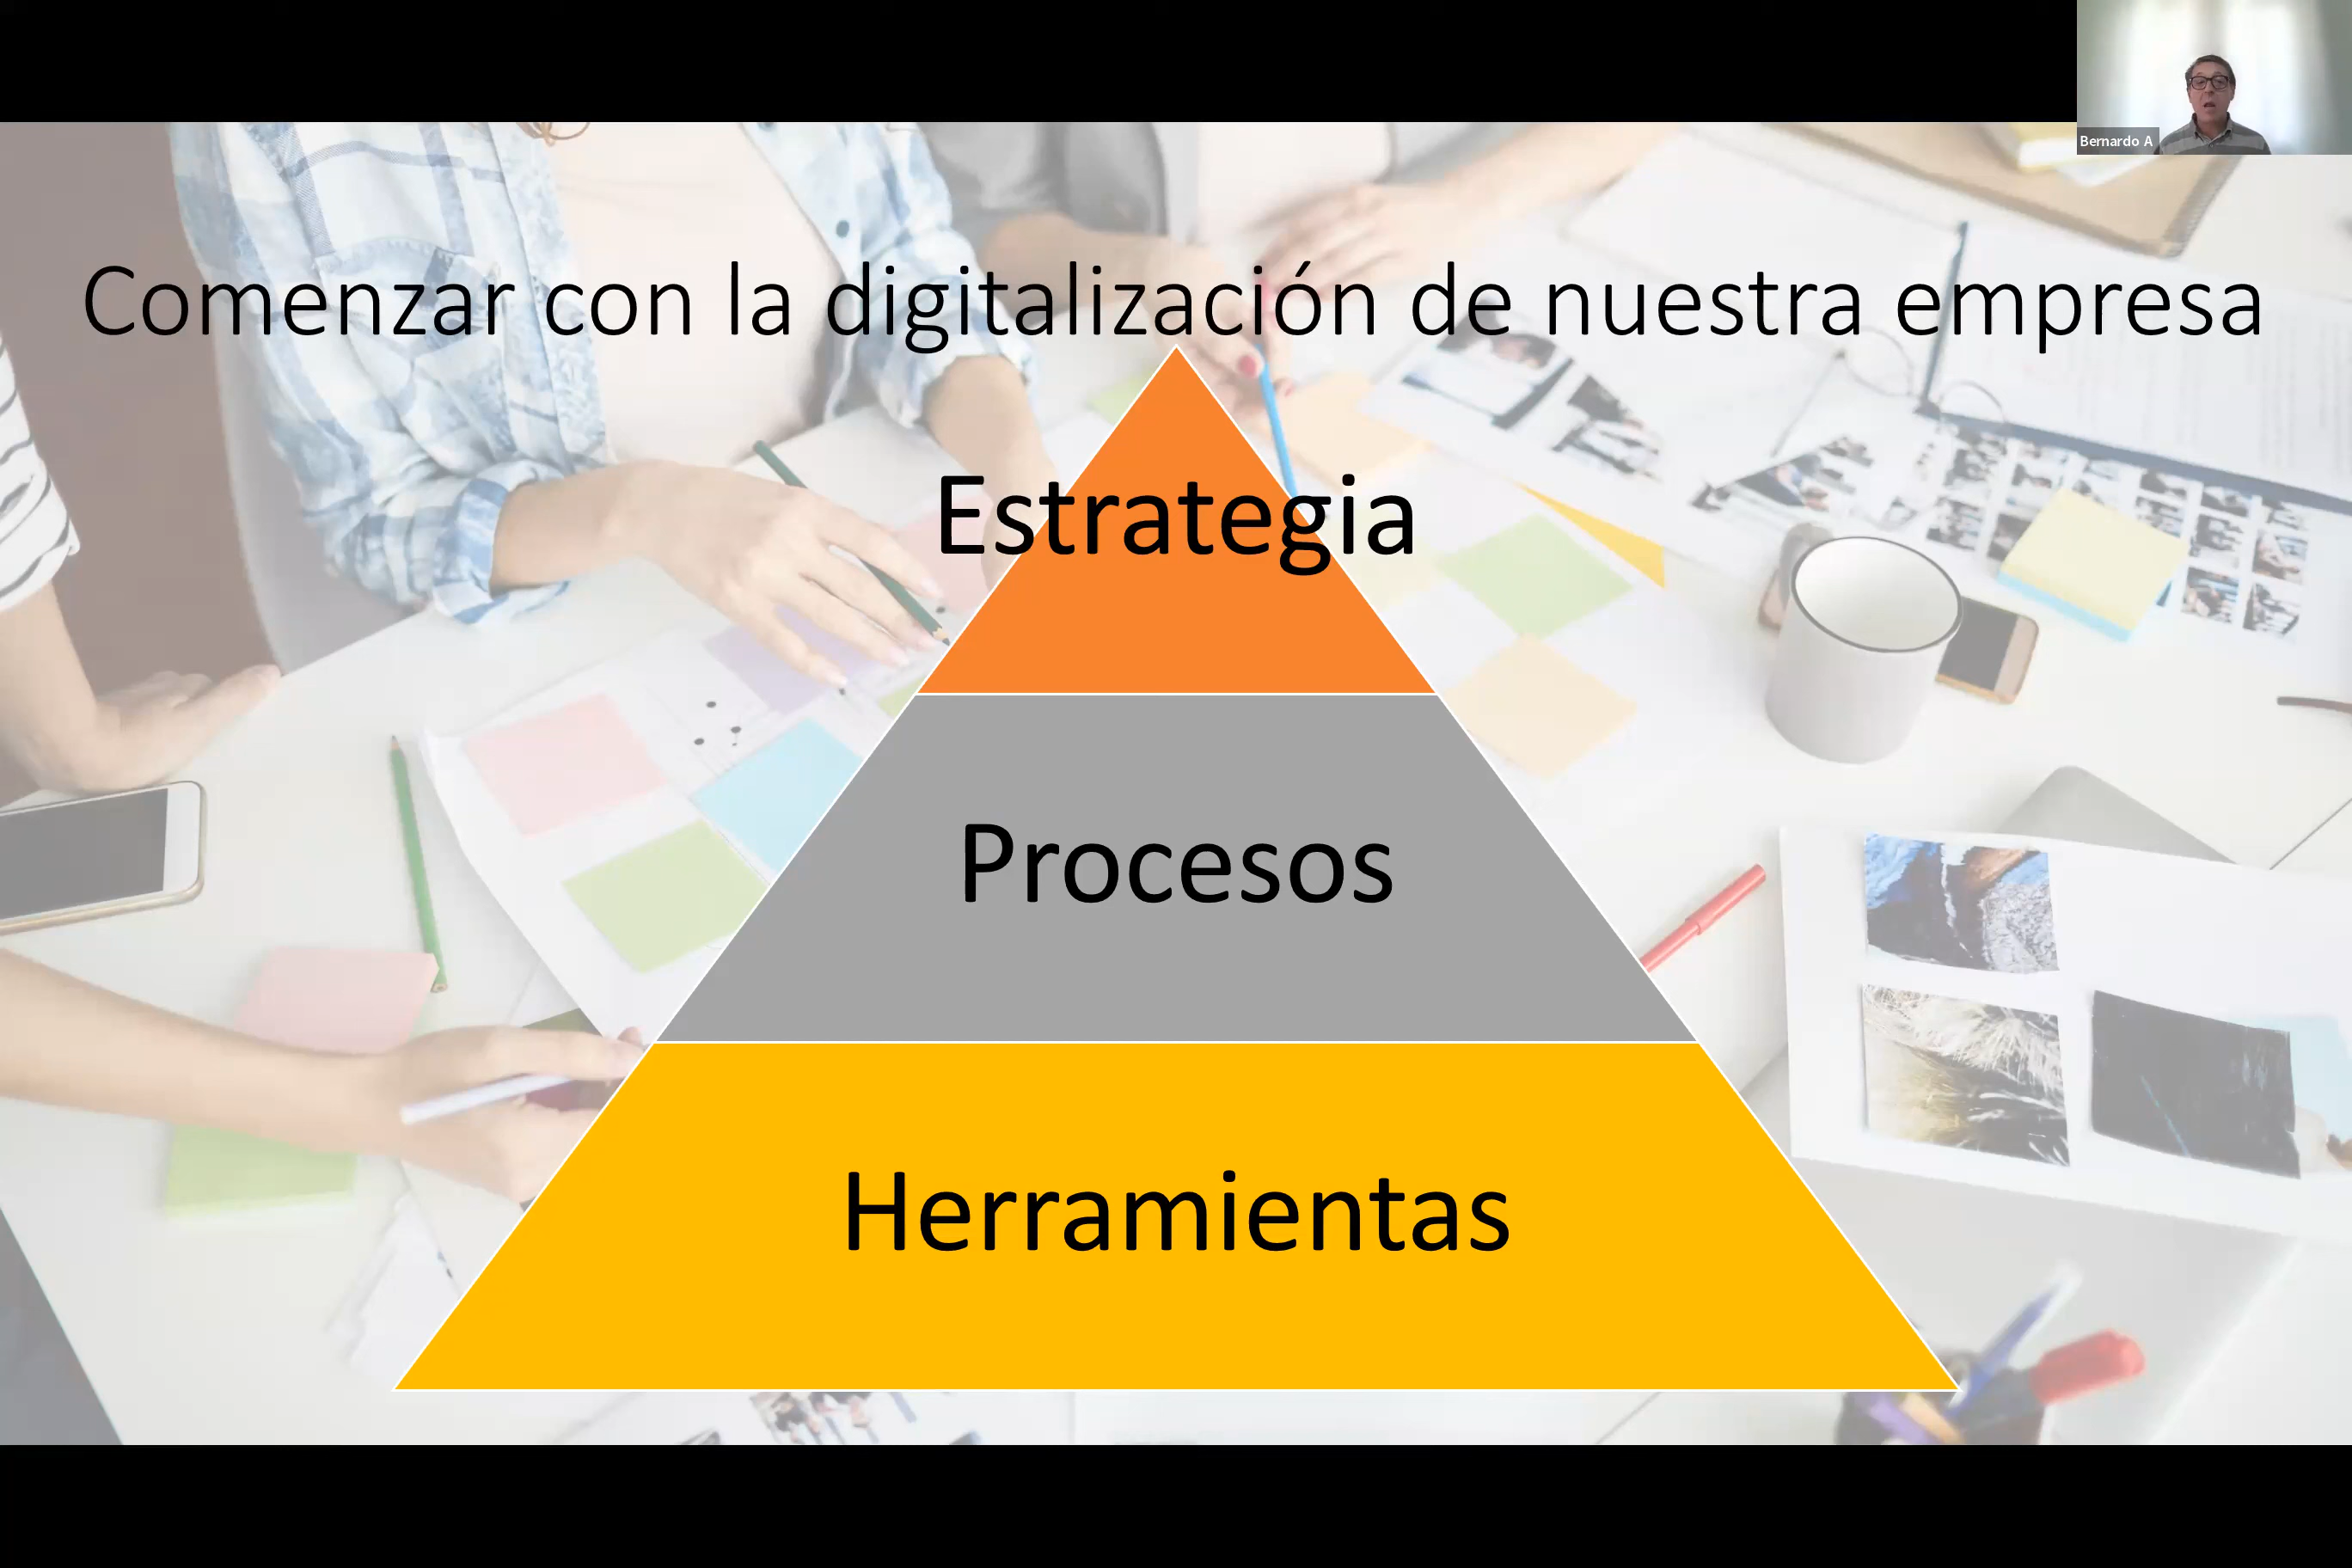 Bernardo A
Comenzar con la digitalización de nuestra empresa
Estrategia
Procesos
Herramientas